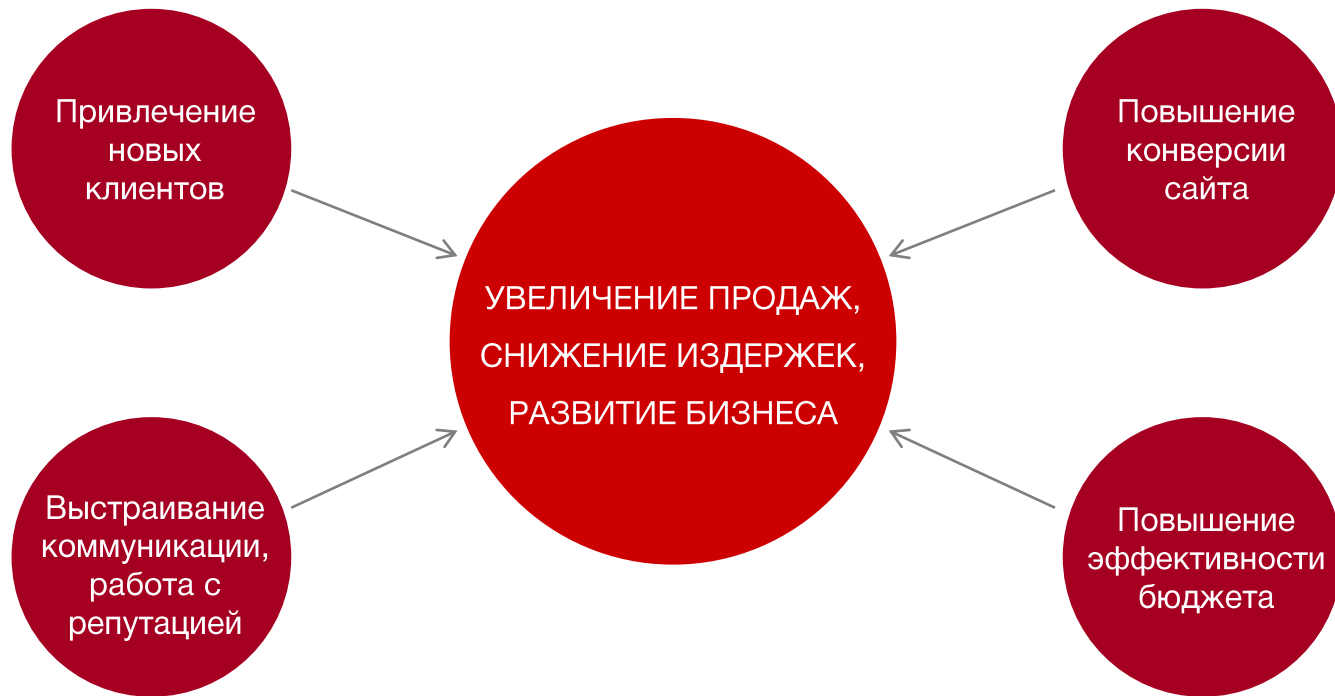 Привлечение
новых
клиентов
Повышение
конверсии
сайта
УВЕЛИЧЕНИЕ ПРОДАЖ,
СНИЖЕНИЕ ИЗДЕРЖЕК,
РАЗВИТИЕ БИЗНЕСА
Выстраивание
коммуникации,
работа с
репутацией
Повышение
эффективности
бюджета